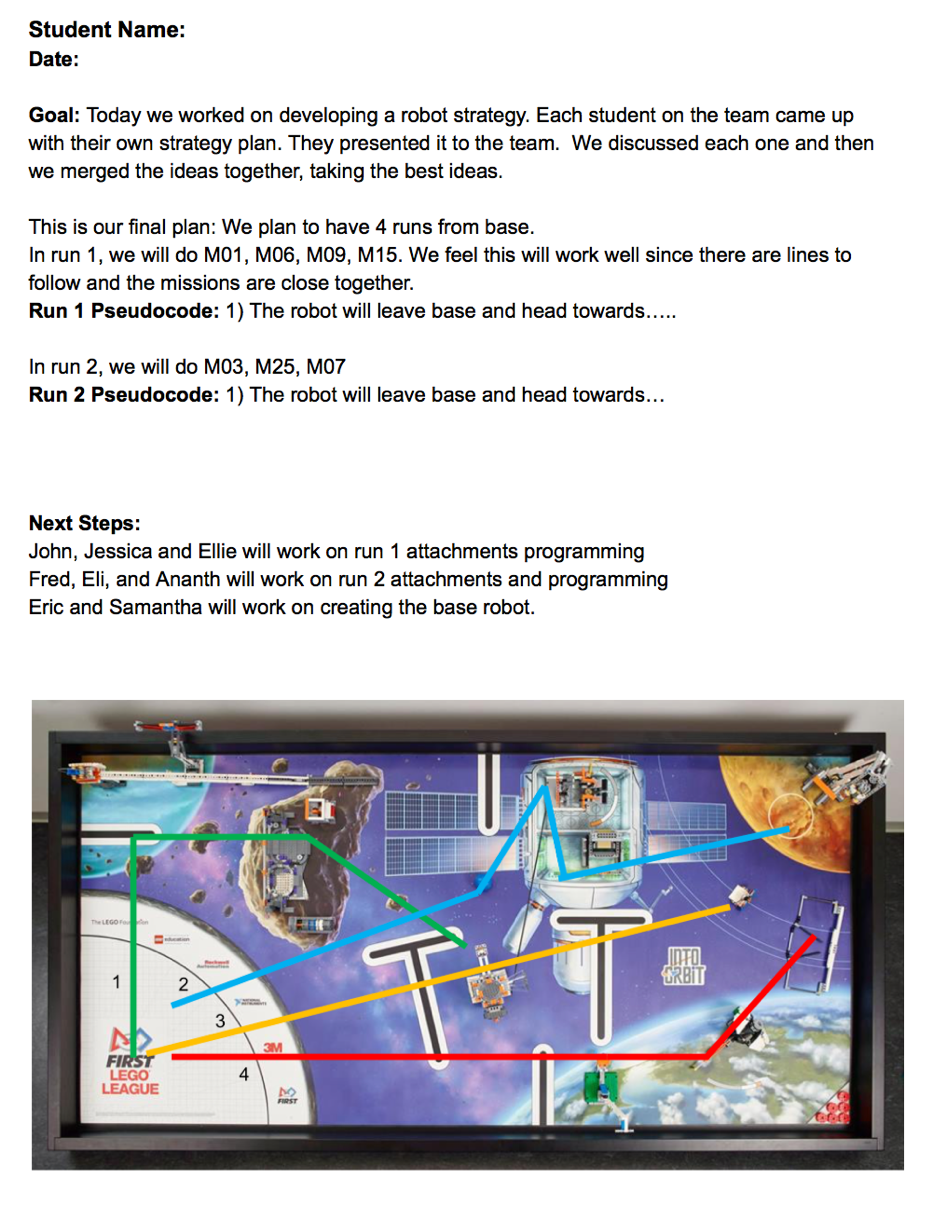 Student Name:
Date:
Goal: Today we worked on developing a robot strategy. Each student on the team came up
with their own strategy plan. They presented it to the team.  We discussed each one and then
we merged the ideas together, taking the best ideas.
This is our final plan: We plan to have 4 runs from base.
In run 1, we will do M01, M06, M09, M15. We feel this will work well since there are lines to
follow and the missions are close together.
Run 1 Pseudocode: 1) The robot will leave base and head towards…..
In run 2, we will do M03, M25, M07
Run 2 Pseudocode: 1) The robot will leave base and head towards…
Next Steps:
John, Jessica and Ellie will work on run 1 attachments programming
Fred, Eli, and Ananth will work on run 2 attachments and programming
Eric and Samantha will work on creating the base robot.
The LEGO Foundation
education
Rockwell
Automation
1
2
NATIONAL
INSTRUMENTS
3
3M
4
FIRST
LEGO
LEAGUE
FIRST
INTO
ORBIT